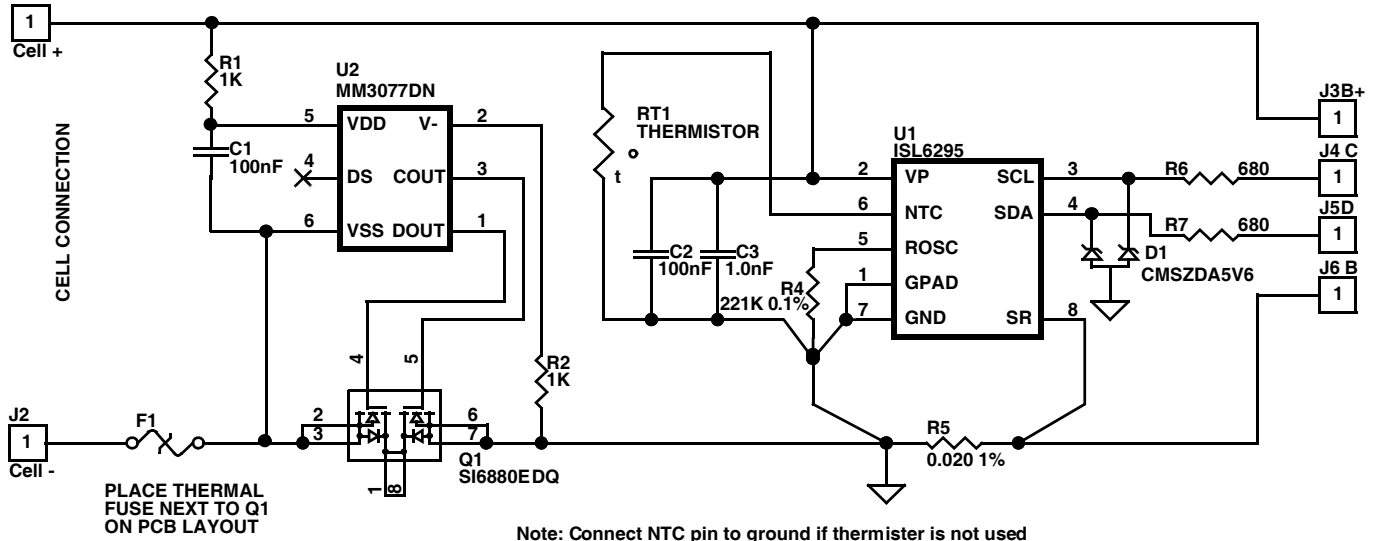 1
Cell +
R1
1K
U2
MM3077DN
5
VDD
V-
2
4
DS
COUT
3
6
VSS
DOUT
1
C1
100nF
CELL CONNECTION
RT1
THERMISTOR
t
U1
ISL6295
2
VP
SCL
3
6
NTC
SDA
4
5
ROSC
1
GPAD
7
GND
SR
8
C2
100nF
C3
1.0nF
R4
221K 0.1%
R6
680
R7
680
D1
CMSZDA5V6
J3B+
1
J4 C
1
J5D
1
J6 B
1
4
5
R2
1K
J2
1
Cell -
F1
2
3
6
7
1
8
Q1
SI6880EDQ
R5
0.020 1%
PLACE THERMAL
FUSE NEXT TO Q1
ON PCB LAYOUT
Note: Connect NTC pin to ground if thermister is not used